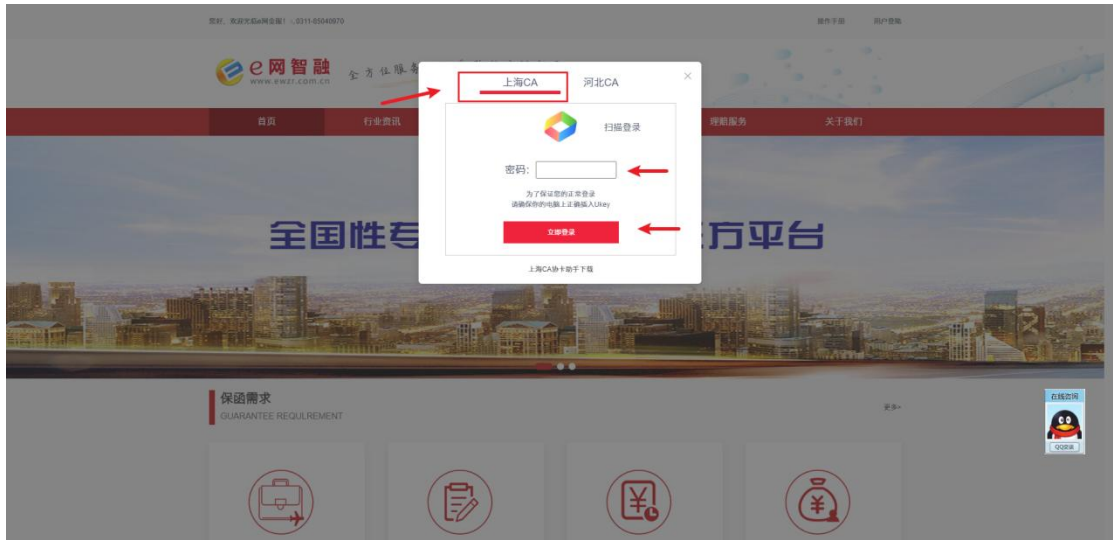 您好，欢迎光临e网金服！：0311-85040970
操作手册 用户登陆
e网智融
www.ewzr.com.cn
全方位服务
上海CA 河北CA ×
首页 行业资讯 理赔服务 关于我们
扫描登录
密码:
为了保证您的正常登录
请确保你的电脑上正确插入Ukey
立即登录
上海CA协卡助手下载
全国性专 方平台
保函需求
GUARANTEE REQULREMENT
更多»
在线咨询
QQ咨询